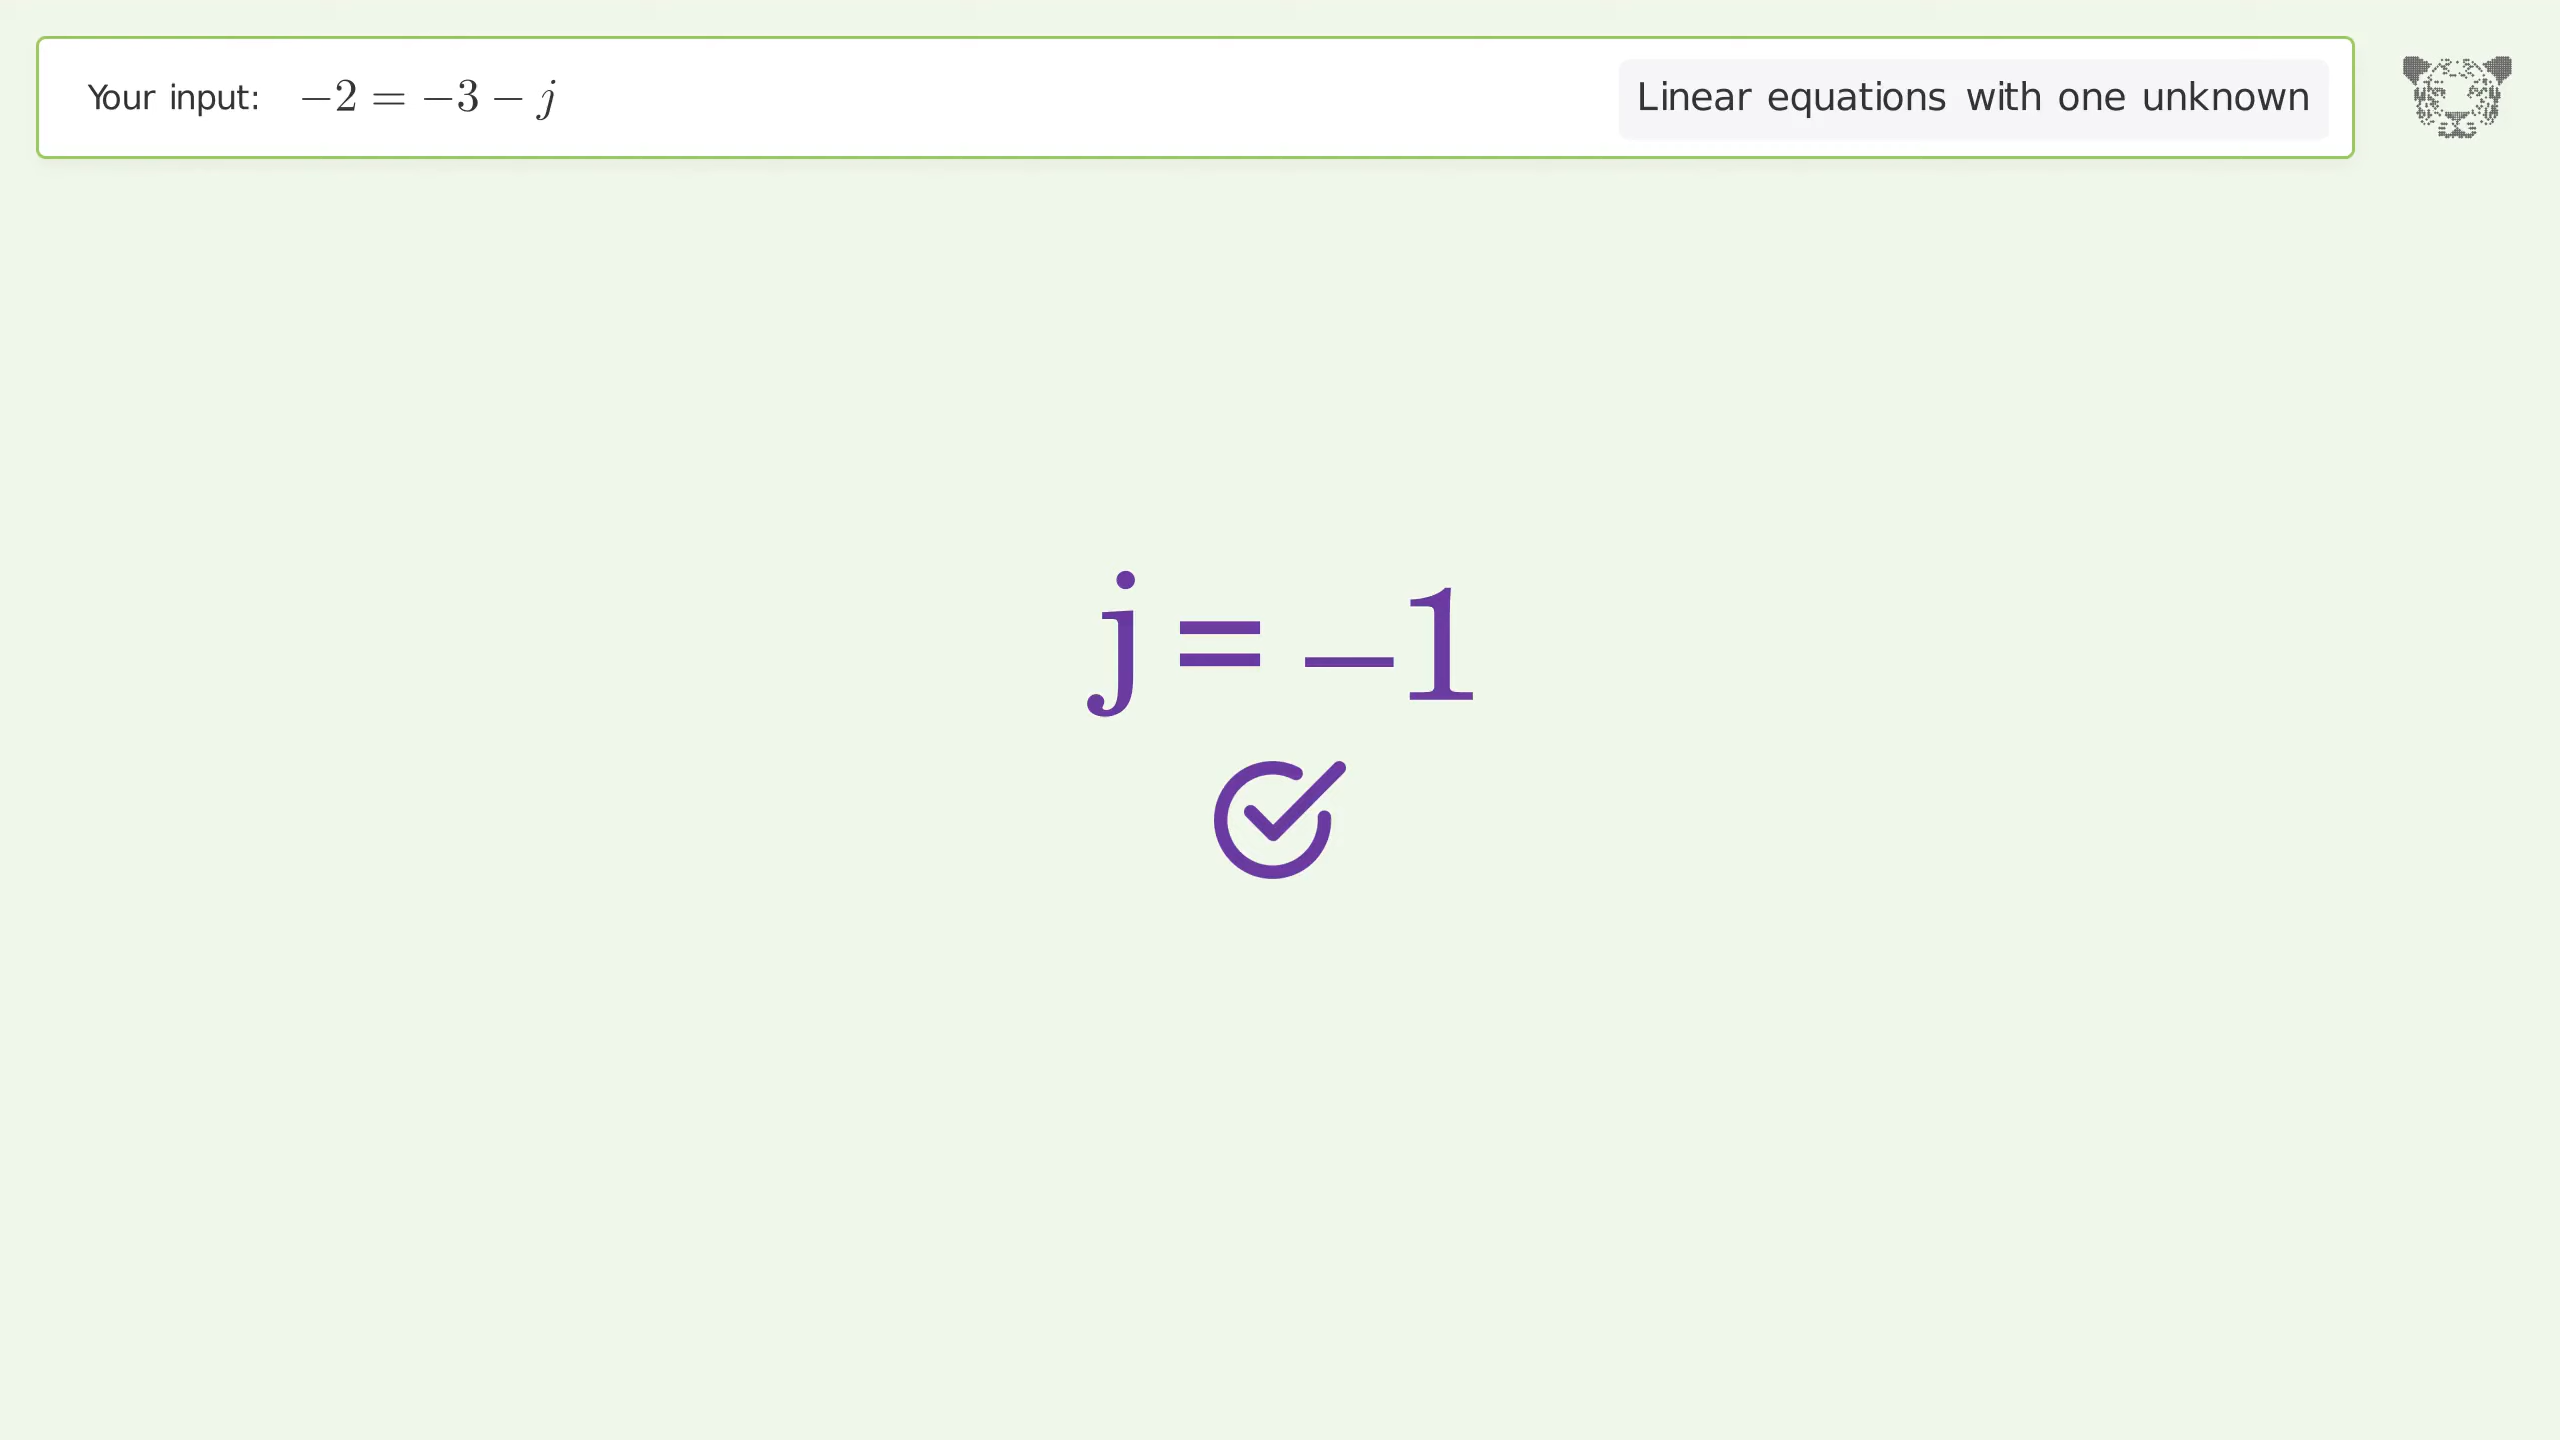 Your input: −2 = −3 − j
Linear equations with one unknown
j = −1